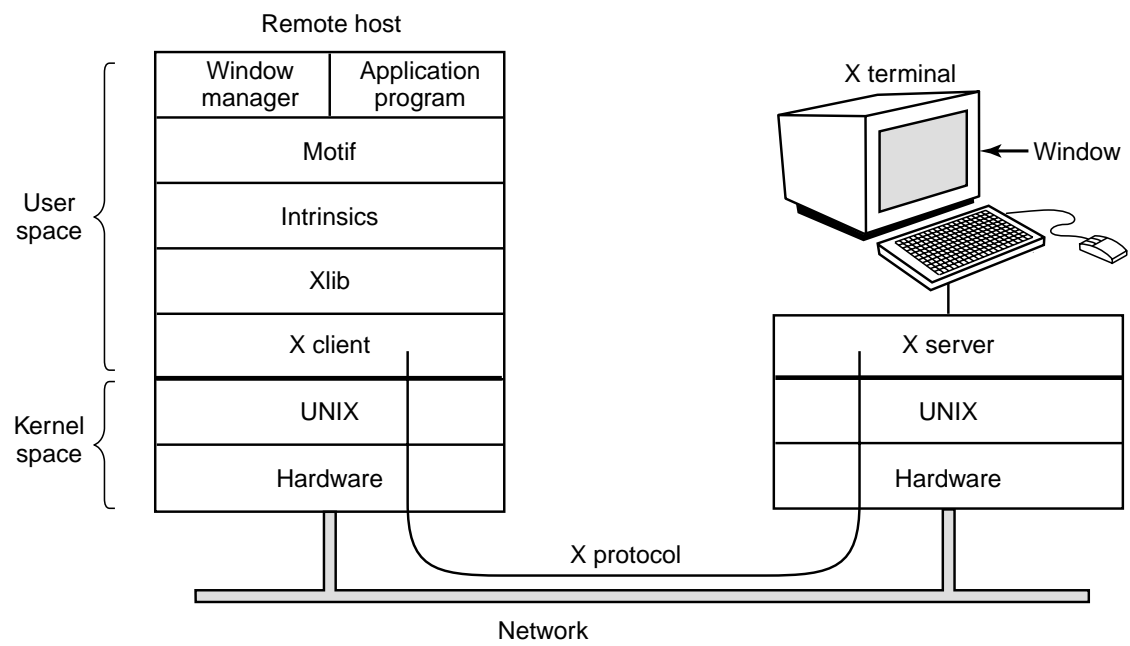 Remote host
Window
manager
Application
program
Motif
Intrinsics
Xlib
X client
UNIX
Hardware
User
space
Kernel
space
X terminal
Window
X server
UNIX
Hardware
X protocol
Network